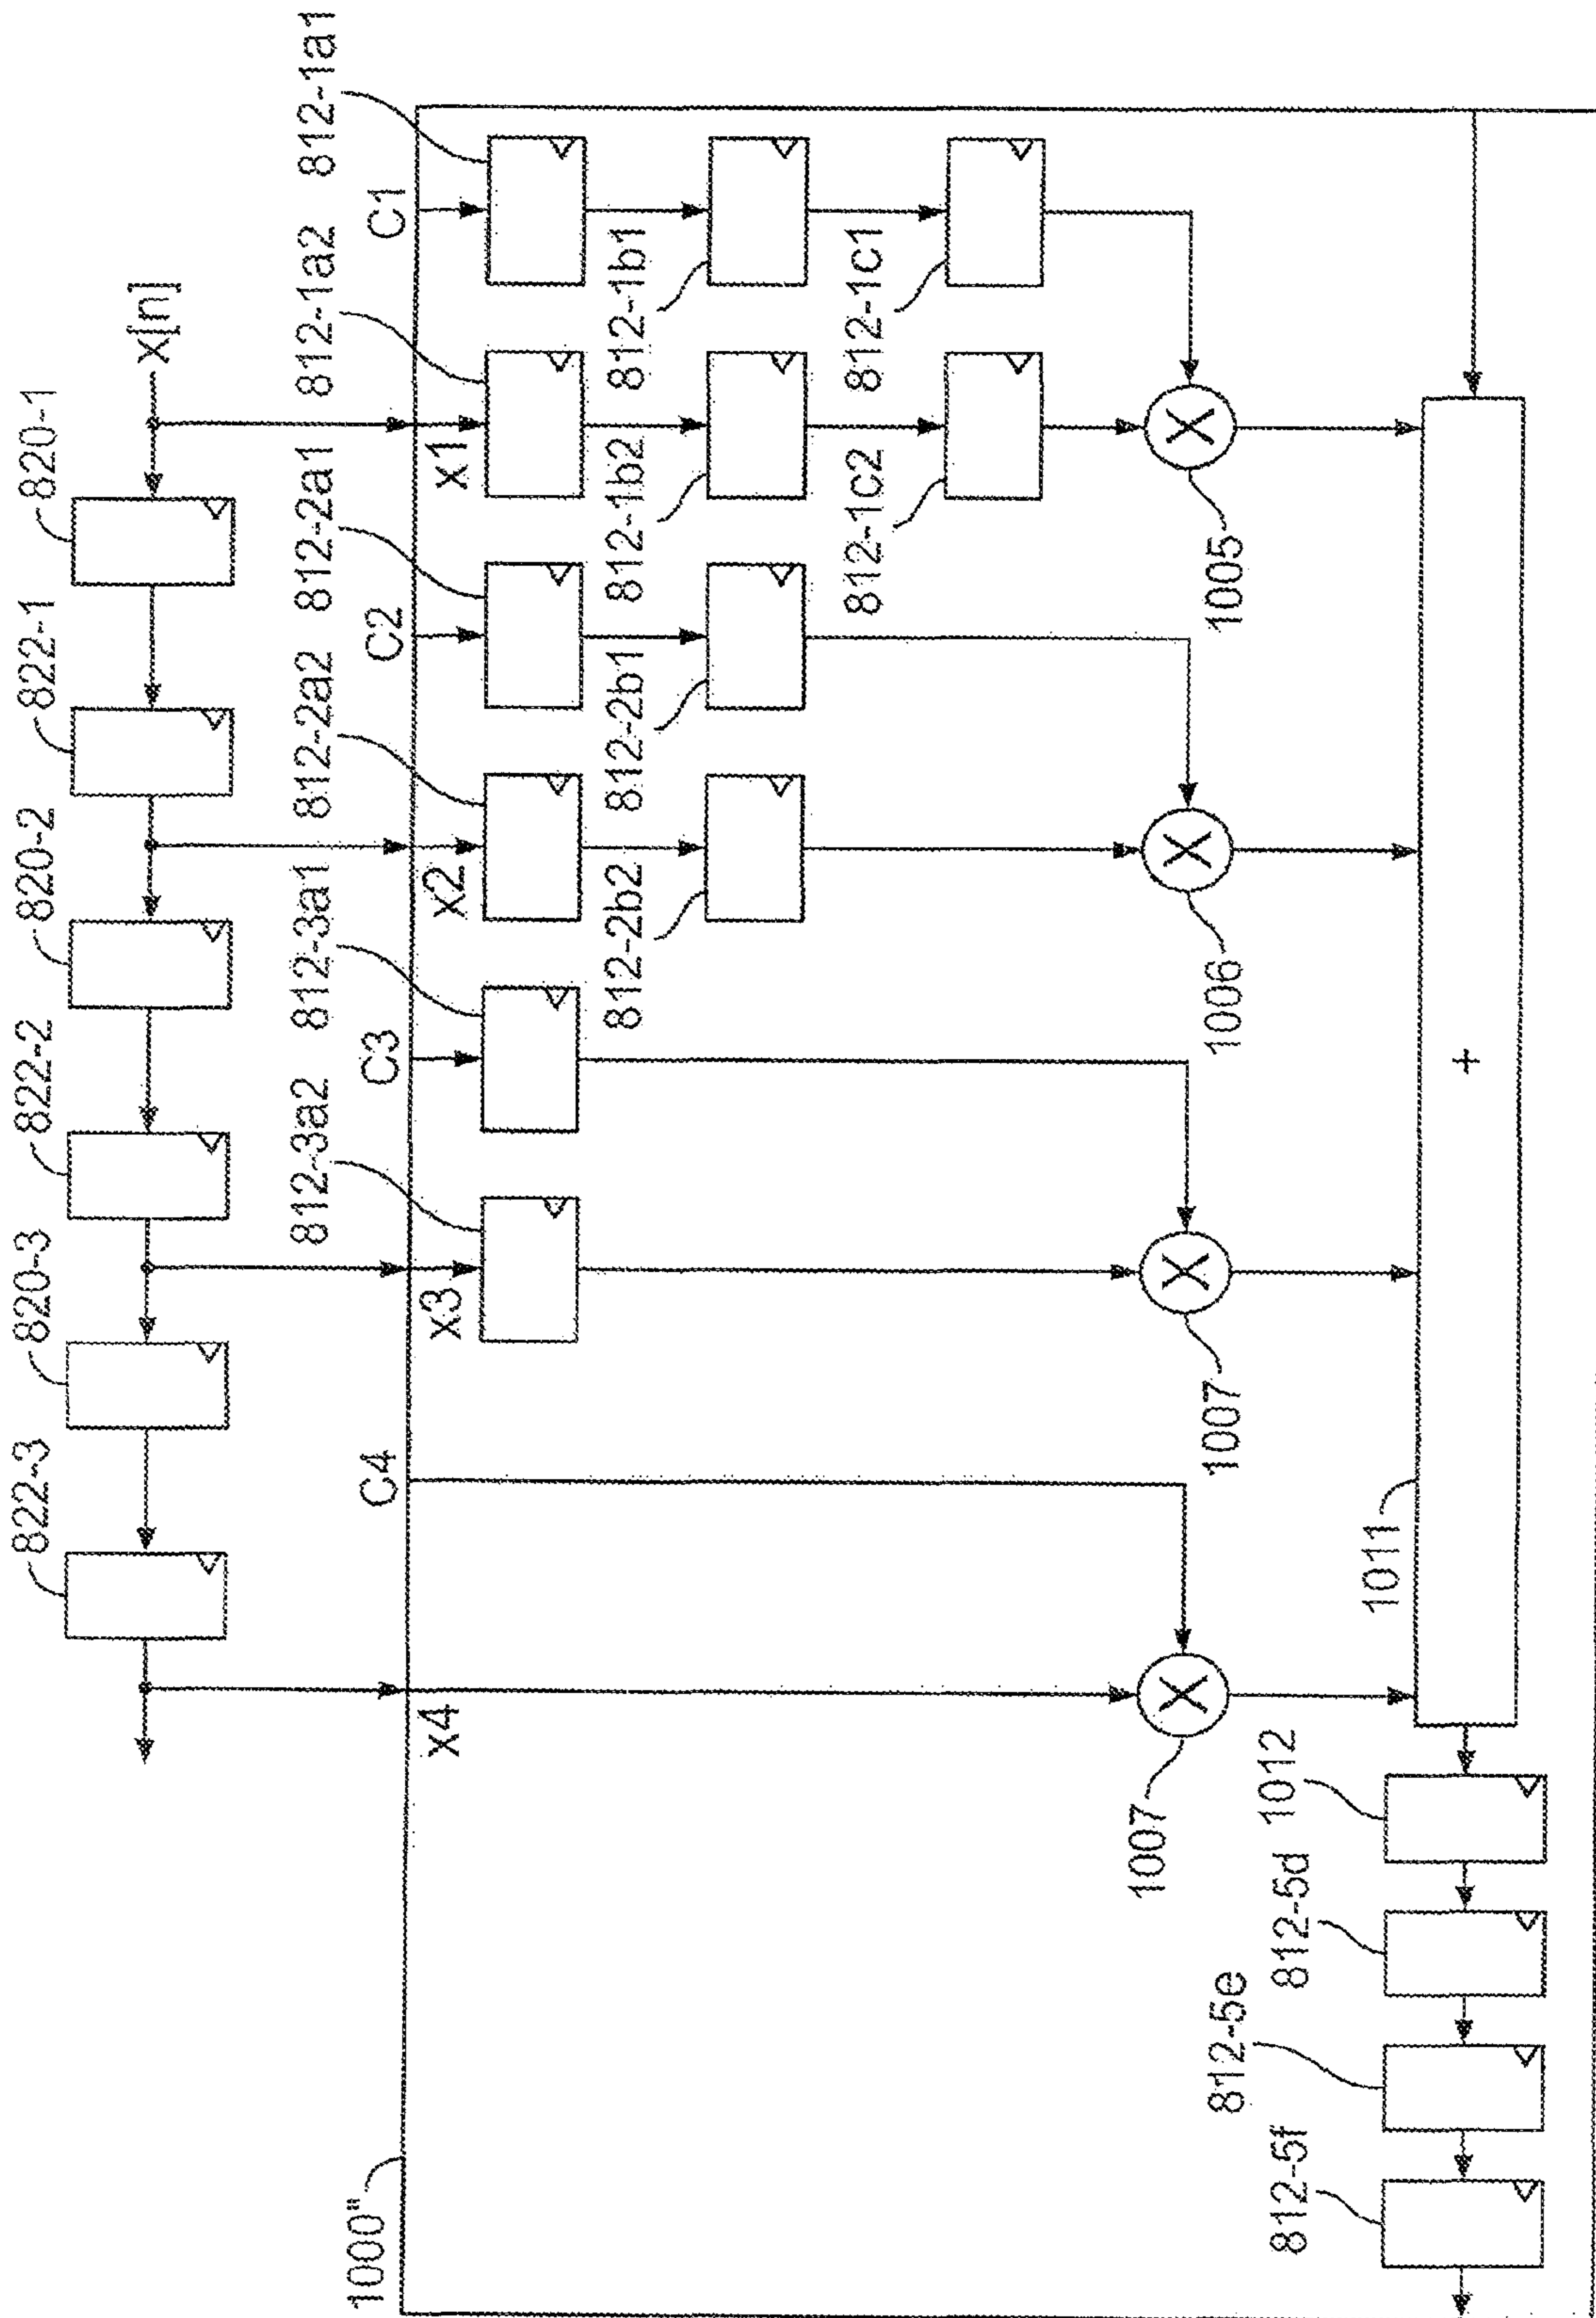 822-3
820-3
822-2
820-2
822-1
820-1
x[n]
812-3a2
812-3a1
812-2a2
812-2a1
812-1a2
812-1a1
1000"
C4
C3
C2
C1
x4
x3
x2
x1
812-2b2
812-2b1
812-1b2
812-1b1
812-1c2
812-1c1
X
X
X
X
1007
1007
1006
1005
812-5f
812-5e
812-5d
1012
1011
+